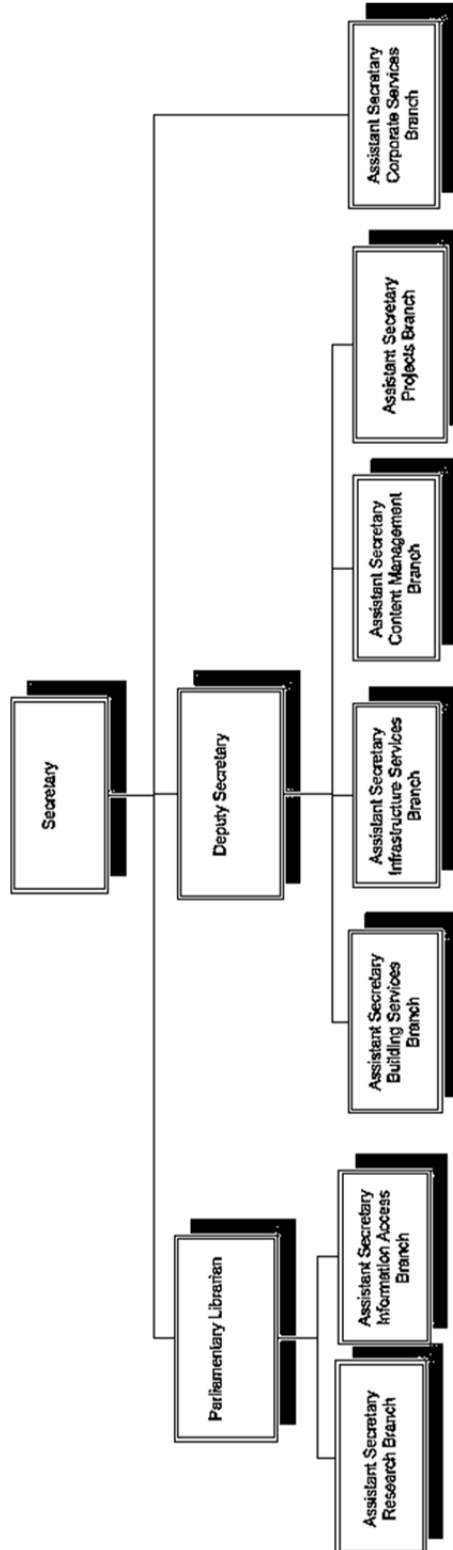 Secretary
Parliamentary Librarian
Deputy Secretary
Assistant Secretary
Research Branch
Assistant Secretary
Information Access
Branch
Assistant Secretary
Building Services
Branch
Assistant Secretary
Infrastructure Services
Branch
Assistant Secretary
Content Management
Branch
Assistant Secretary
Projects Branch
Assistant Secretary
Corporate Services
Branch